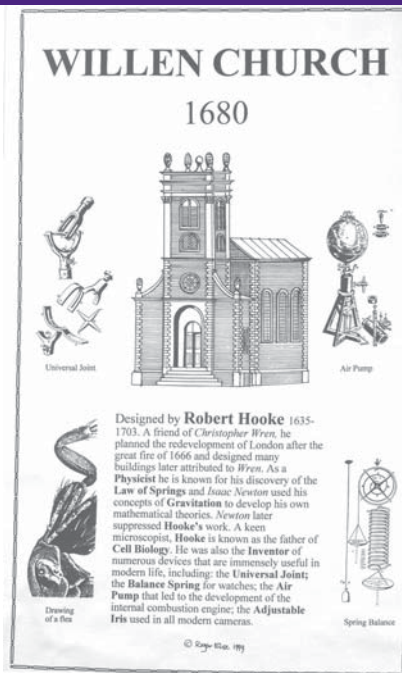 WILLEN CHURCH
1680
Universal Joint
Air Pump
Designed by Robert Hooke 1635-
1703. A friend of Christopher Wren, he
planned the redevelopment of London after the
great fire of 1666 and designed many
buildings later attributed to Wren. As a
Physicist he is known for his discovery of the
Law of Springs and Isaac Newton used his
concepts of Gravitation to develop his own
mathematical theories. Newton later
suppressed Hooke's work. A keen
microscopist, Hooke is known as the father of
Cell Biology. He was also the Inventor of
numerous devices that are immensely useful in
modern life, including: the Universal Joint;
the Balance Spring for watches; the Air
Pump that led to the development of the
internal combustion engine; the Adjustable
Iris used in all modern cameras.
Drawing
of a flea
Spring Balance
© Roger 1999